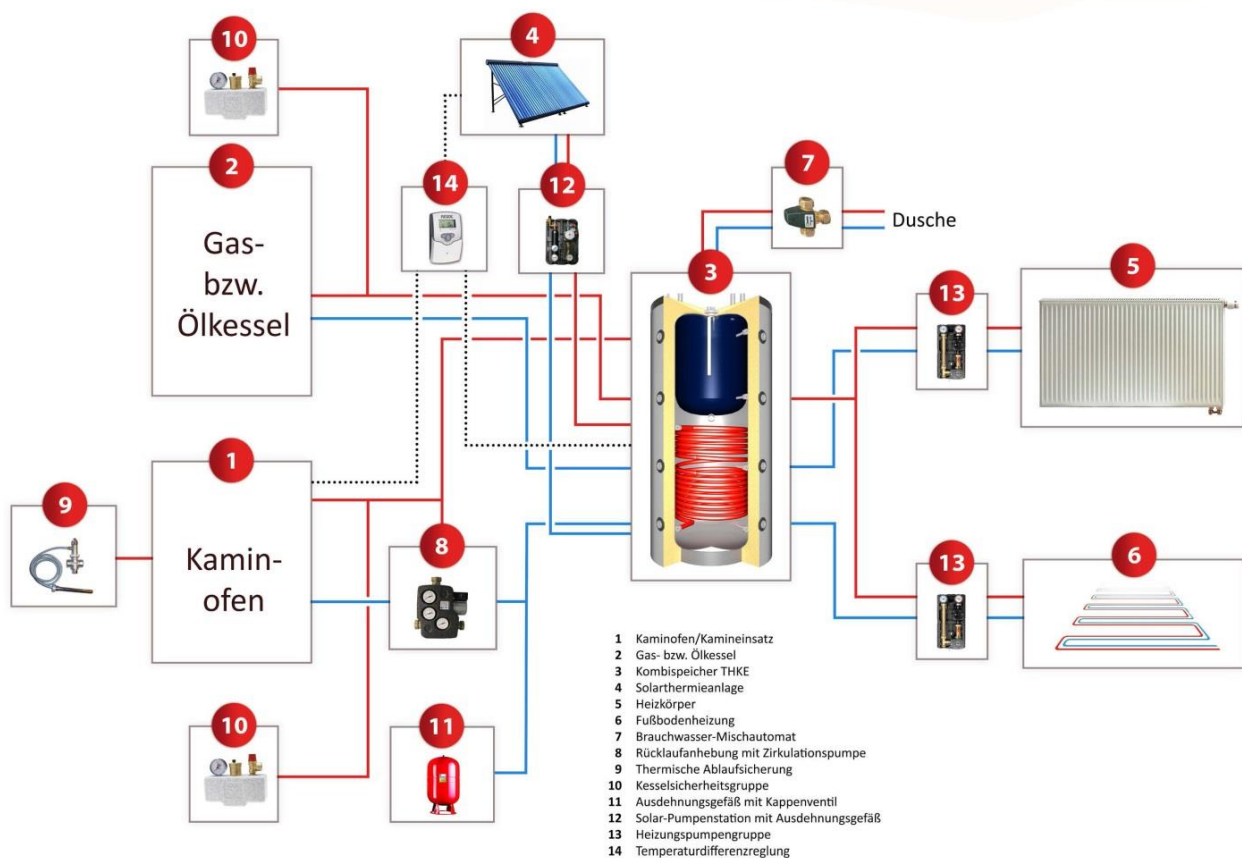 10
4
2
14
12
7
Dusche
Gas-
bzw.
Ölkessel
3
13
5
1
9
Kamin-
ofen
8
13
6
10
11
1 Kaminofen/Kamineinsatz
2 Gas- bzw. Ölkessel
3 Kombispeicher THKE
4 Solarthermieanlage
5 Heizkörper
6 Fußbodenheizung
7 Brauchwasser-Mischautomat
8 Rücklaufanhebung mit Zirkulationspumpe
9 Thermische Ablaufsicherung
10 Kesselsicherheitsgruppe
11 Ausdehnungsgefäß mit Kappenventil
12 Solar-Pumpenstation mit Ausdehnungsgefäß
13 Heizungspumpengruppe
14 Temperaturdifferenzreglung